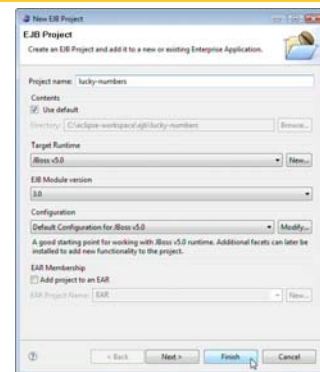 New EJB Project
EJB Project
Create an EJB Project and add it to a new or existing Enterprise Application.
Project name: lucky-numbers
Contents
Use default
Directory: C:\eclipse-workspace\ejb\lucky-numbers Browse...
Target Runtime
JBoss v5.0 New...
EJB Module version
3.0
Configuration
Default Configuration for JBoss v5.0 Modify...
A good starting point for working with JBoss v5.0 runtime. Additional facets can later be
installed to add new functionality to the project.
EAR Membership
Add project to an EAR
EAR Project Name: EAR New...
< Back Next > Finish Cancel